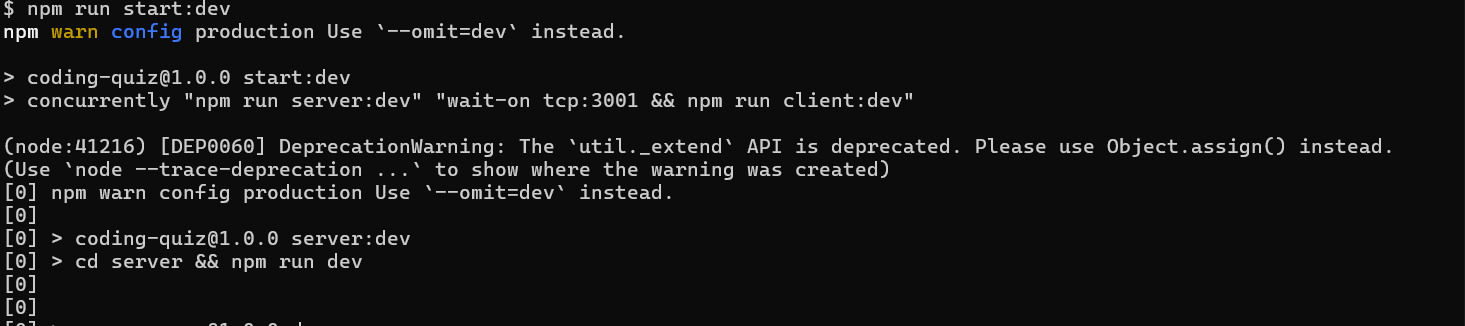 $ npm run start:dev
npm warn config production Use `--omit=dev` instead.
> coding-quiz@1.0.0 start:dev
> concurrently "npm run server:dev" "wait-on tcp:3001 && npm run client:dev"
(node:41216) [DEP0060] DeprecationWarning: The `util._extend` API is deprecated. Please use Object.assign() instead.
(Use `node --trace-deprecation ...` to show where the warning was created)
[0] npm warn config production Use `--omit=dev` instead.
[0]
[0] > coding-quiz@1.0.0 server:dev
[0] > cd server && npm run dev
[0]
[0]